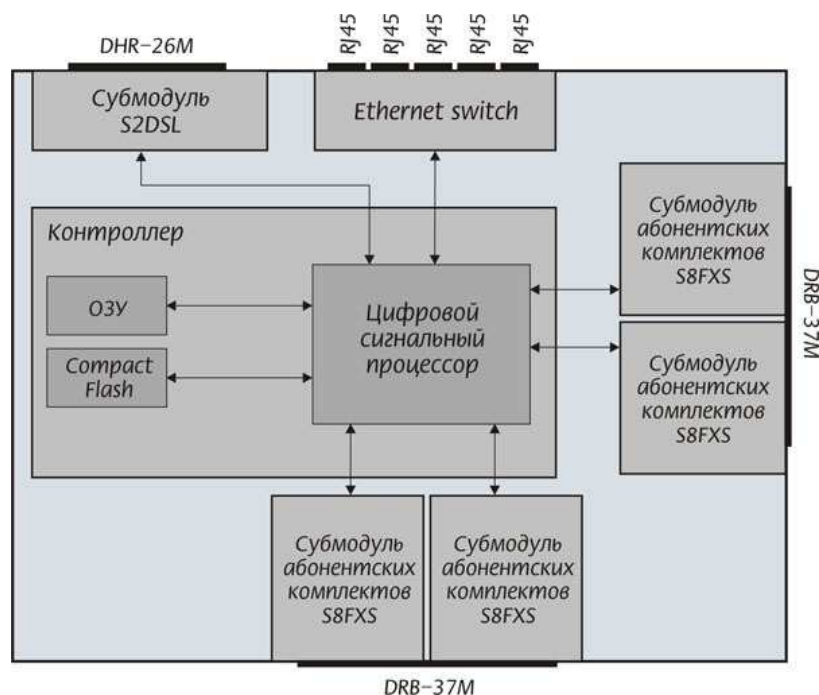 DHR-26M
RJ45
RJ45
RJ45
RJ45
RJ45
Субмодуль
S2DSL
Ethernet switch
Контроллер
ОЗУ
Compact
Flash
Цифровой
сигнальный
процессор
Субмодуль
абонентских
комплектов
S8FXS
Субмодуль
абонентских
комплектов
S8FXS
DRB-37M
Субмодуль
абонентских
комплектов
S8FXS
Субмодуль
абонентских
комплектов
S8FXS
DRB-37M